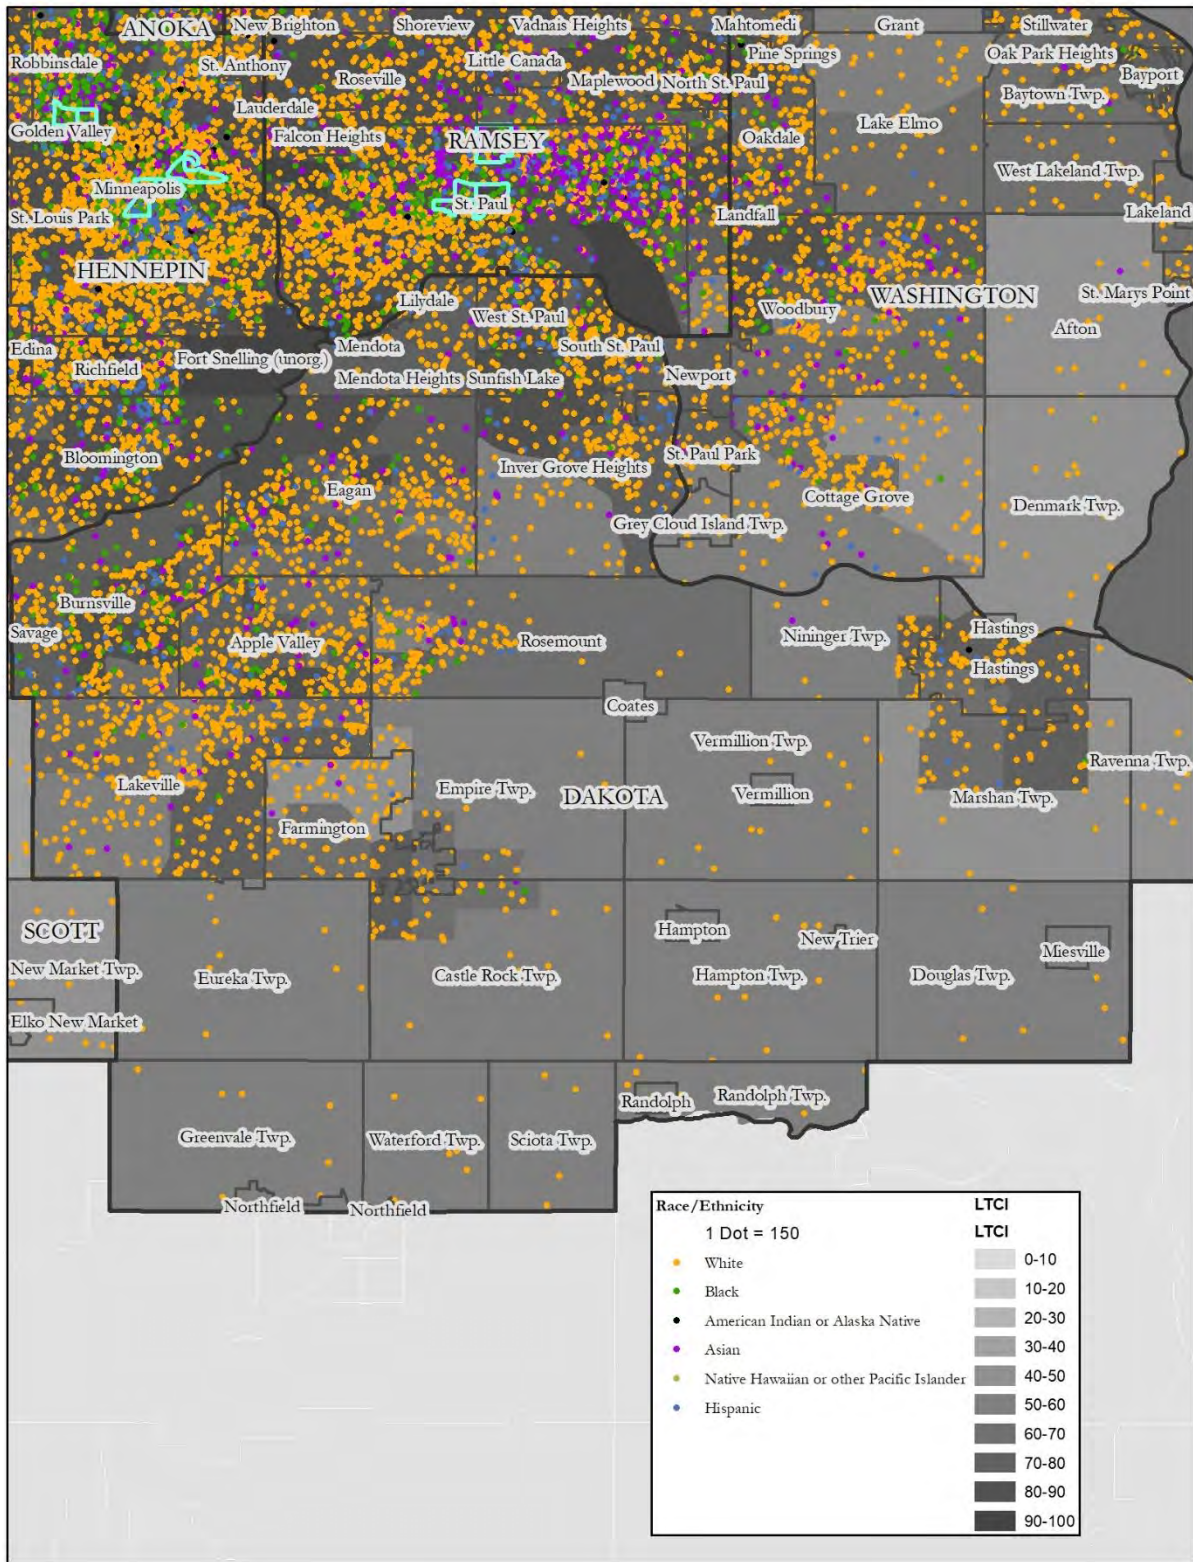 ANOKA
New Brighton
Shoreview
Vadnais Heights
Mahtomedi
Grant
Stillwater
Robbinsdale
St. Anthony
Roseville
Little Canada
Pine Springs
Oak Park Heights
Maplewood
North St. Paul
Bayport
Baytown Twp.
Lauderdale
Golden Valley
Falcon Heights
RAMSEY
Oakdale
Lake Elmo
West Lakeland Twp.
Minneapolis
St. Louis Park
St. Paul
Landfall
Lakeland
HENNEPIN
Lilydale
West St. Paul
Woodbury
WASHINGTON
St. Marys Point
Afton
Edina
Richfield
Fort Snelling (unorg.)
Mendota
South St. Paul
Mendota Heights
Sunfish Lake
Newport
Bloomington
Eagan
Inver Grove Heights
St. Paul Park
Cottage Grove
Denmark Twp.
Grey Cloud Island Twp.
Burnsville
Savage
Apple Valley
Rosemount
Nininger Twp.
Hastings
Hastings
Coates
Vermillion Twp.
Ravenna Twp.
Lakeville
Empire Twp.
DAKOTA
Vermillion
Marshan Twp.
Farmington
SCOTT
Hampton
New Trier
Miesville
New Market Twp.
Eureka Twp.
Castle Rock Twp.
Hampton Twp.
Douglas Twp.
Elko New Market
Randolph
Randolph Twp.
Greenvale Twp.
Waterford Twp.
Sciota Twp.
Northfield
Northfield
Race/Ethnicity
1 Dot = 150
White
Black
American Indian or Alaska Native
Asian
Native Hawaiian or other Pacific Islander
Hispanic
LTCI
LTCI
0-10
10-20
20-30
30-40
40-50
50-60
60-70
70-80
80-90
90-100